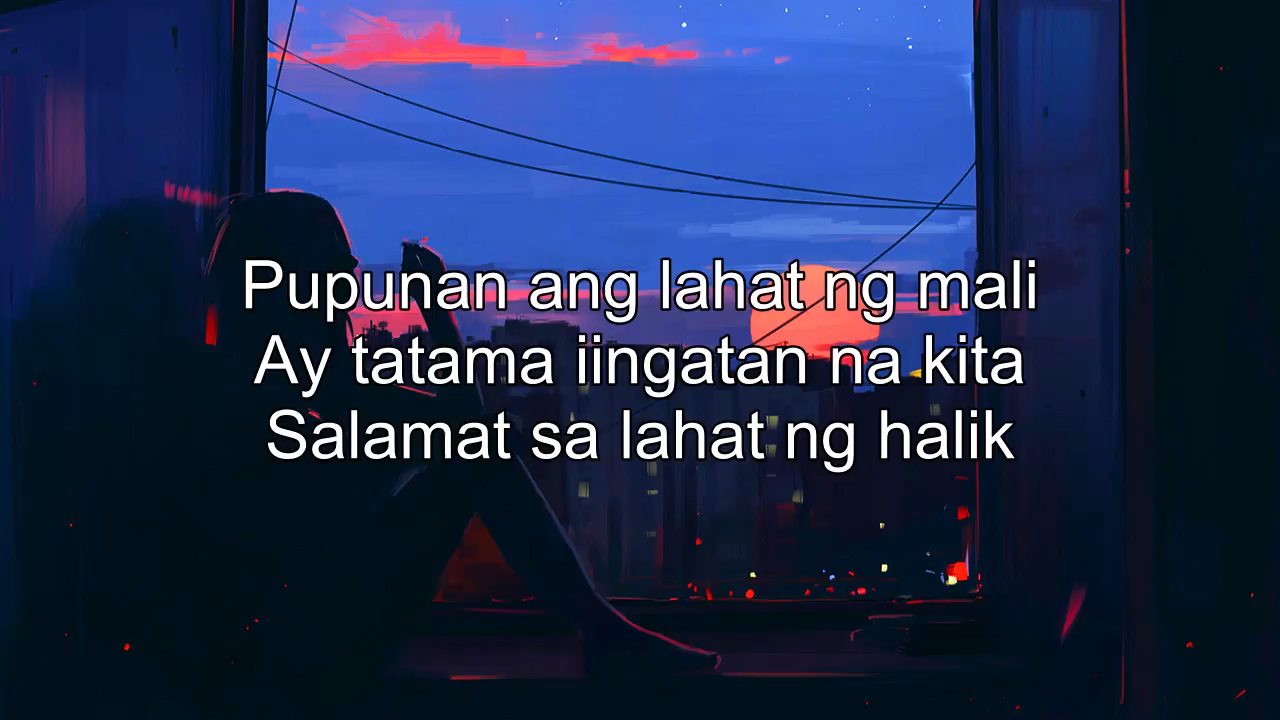 Pupunan ang lahat ng mali
Ay tatama iingatan na kita
Salamat sa lahat ng halik